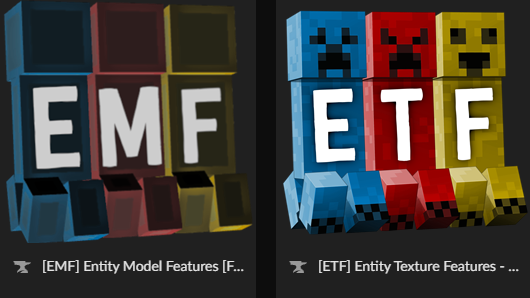 EMF
ETF
[EMF] Entity Model Features [F...
[ETF] Entity Texture Features - ...